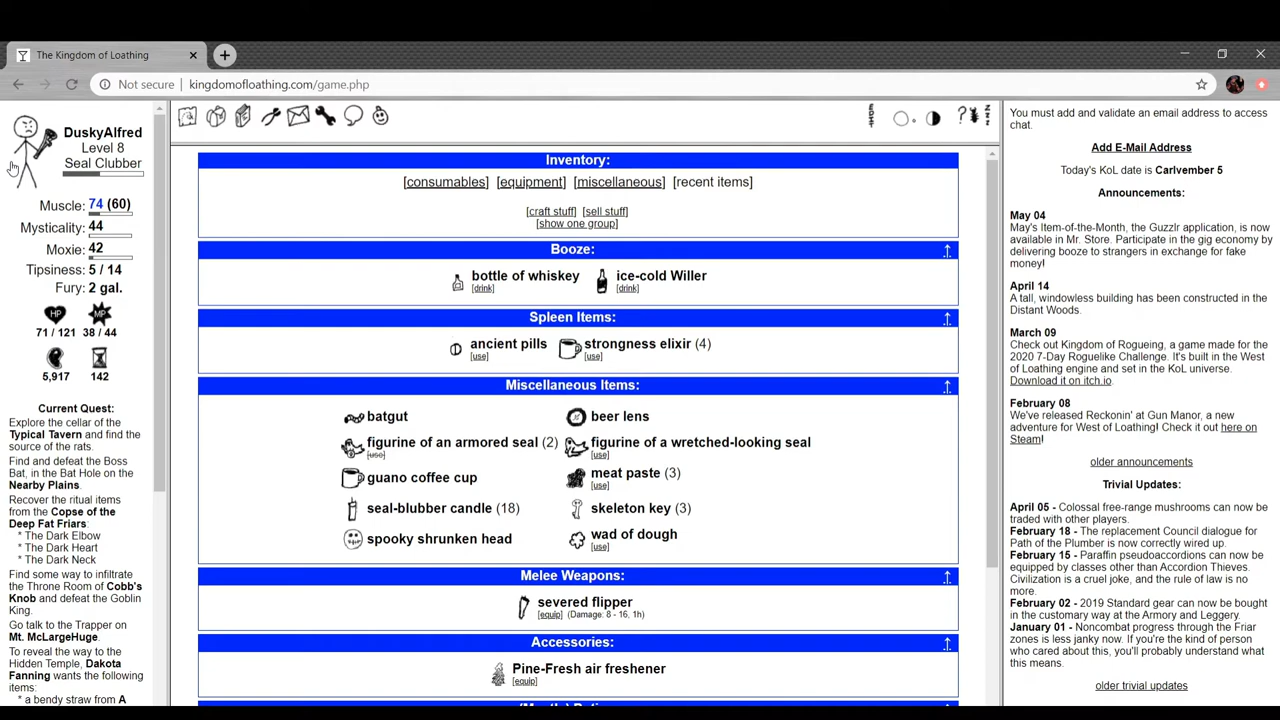 The Kingdom of Loathing
Not secure
kingdomofloathing.com/game.php
DuskyAlfred
Level 8
Seal Clubber
Muscle: 74 (60)
Mysticality: 44
Moxie: 42
Tipsiness: 5 / 14
Fury: 2 gal.
HP
MP
71 / 121
38 / 44
5,917
142
Current Quest:
Explore the cellar of the
Typical Tavern and find the
source of the rats.
Find and defeat the Boss
Bat, in the Bat Hole on the
Nearby Plains.
Recover the ritual items
from the Copse of the
Deep Fat Friars:
* The Dark Elbow
* The Dark Heart
* The Dark Neck
Find some way to infiltrate
the Throne Room of Cobb's
Knob and defeat the Goblin
King.
Go talk to the Trapper on
Mt. McLargeHuge.
To reveal the way to the
Hidden Temple, Dakota
Fanning wants the following
items:
* a bendy straw from A
Inventory:
[consumables] [equipment] [miscellaneous] [recent items]
[craft stuff] [sell stuff]
[show one group]
Booze:
bottle of whiskey
[drink]
ice-cold Willer
[drink]
Spleen Items:
ancient pills
[use]
strongness elixir (4)
[use]
Miscellaneous Items:
batgut
beer lens
figurine of an armored seal (2)
[use]
figurine of a wretched-looking seal
[use]
guano coffee cup
meat paste (3)
[use]
seal-blubber candle (18)
skeleton key (3)
spooky shrunken head
wad of dough
[use]
Melee Weapons:
severed flipper
[equip] (Damage: 8 - 16, 1h)
Accessories:
Pine-Fresh air freshener
[equip]
You must add and validate an email address to access
chat.
Add E-Mail Address
Today's KoL date is Carlvember 5
Announcements:
May 04
May's Item-of-the-Month, the Guzzlr application, is now
available in Mr. Store. Participate in the gig economy by
delivering booze to strangers in exchange for fake
money!
April 14
A tall, windowless building has been constructed in the
Distant Woods.
March 09
Check out Kingdom of Rogueing, a game made for the
2020 7-Day Roguelike Challenge. It's built in the West
of Loathing engine and set in the KoL universe.
Download it on itch.io.
February 08
We've released Reckonin' at Gun Manor, a new
adventure for West of Loathing! Check it out here on
Steam!
older announcements
Trivial Updates:
April 05 - Colossal free-range mushrooms can now be
traded with other players.
February 18 - The replacement Council dialogue for
Path of the Plumber is now correctly wired up.
February 15 - Paraffin pseudoaccordions can now be
equipped by classes other than Accordion Thieves.
Civilization is a cruel joke, and the rule of law is no
more.
February 02 - 2019 Standard gear can now be bought
in the customary way at the Armory and Leggery.
January 01 - Noncombat progress through the Friar
zones is less janky now. If you're the kind of person
who cared about this, you'll probably understand what
this means.
older trivial updates